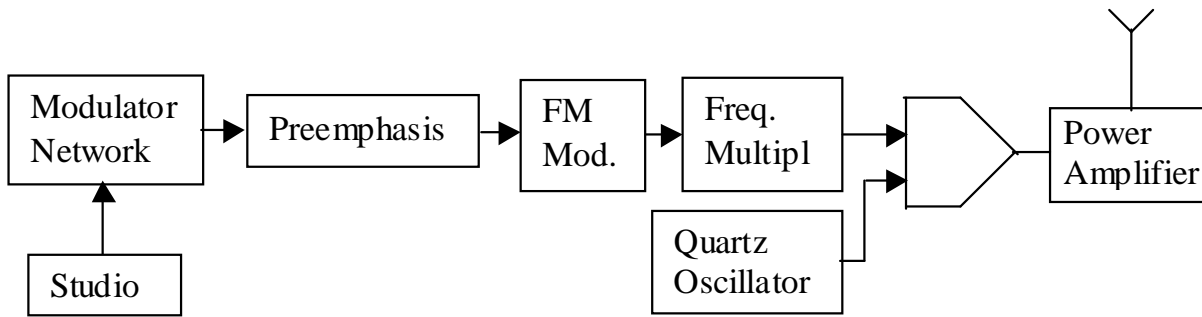 Modulator
Network
Preemphasis
FM
Mod.
Freq.
Multipl
Power
Amplifier
Quartz
Oscillator
Studio